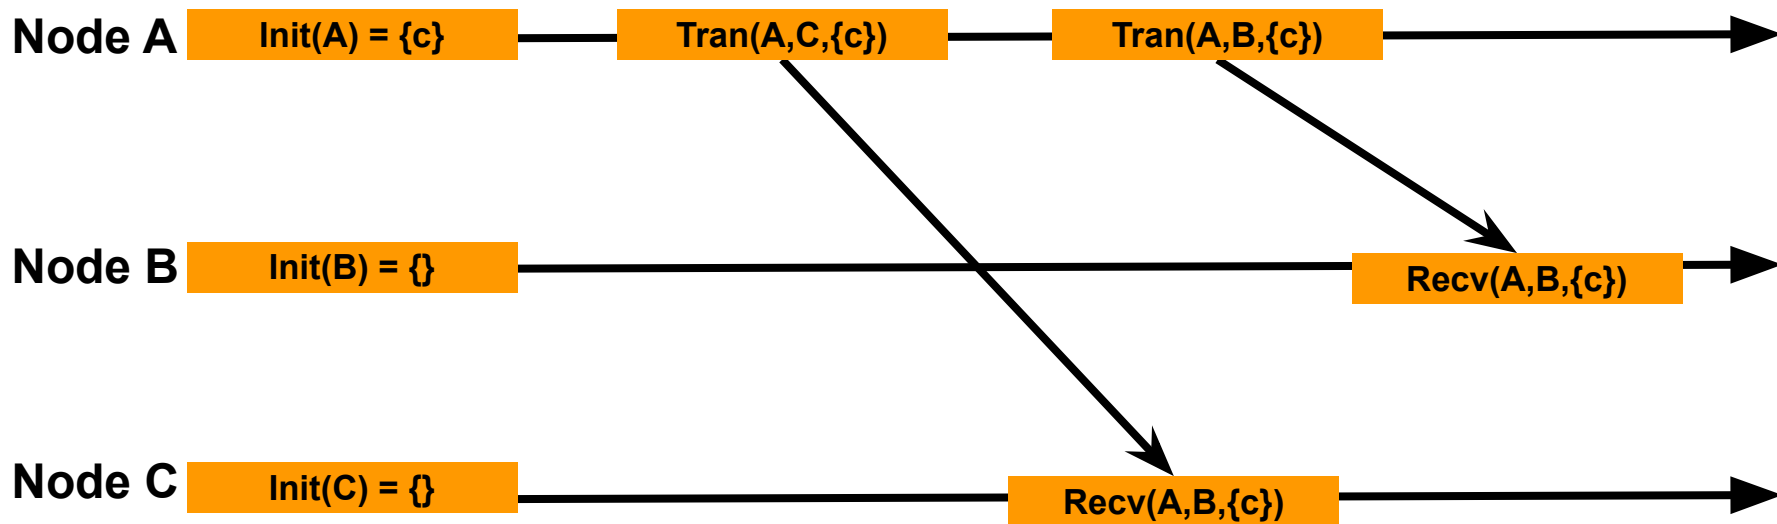 Node A
Init(A) = {c}
Tran(A,C,{c})
Tran(A,B,{c})
Node B
Init(B) = {}
Recv(A,B,{c})
Node C
Init(C) = {}
Recv(A,B,{c})